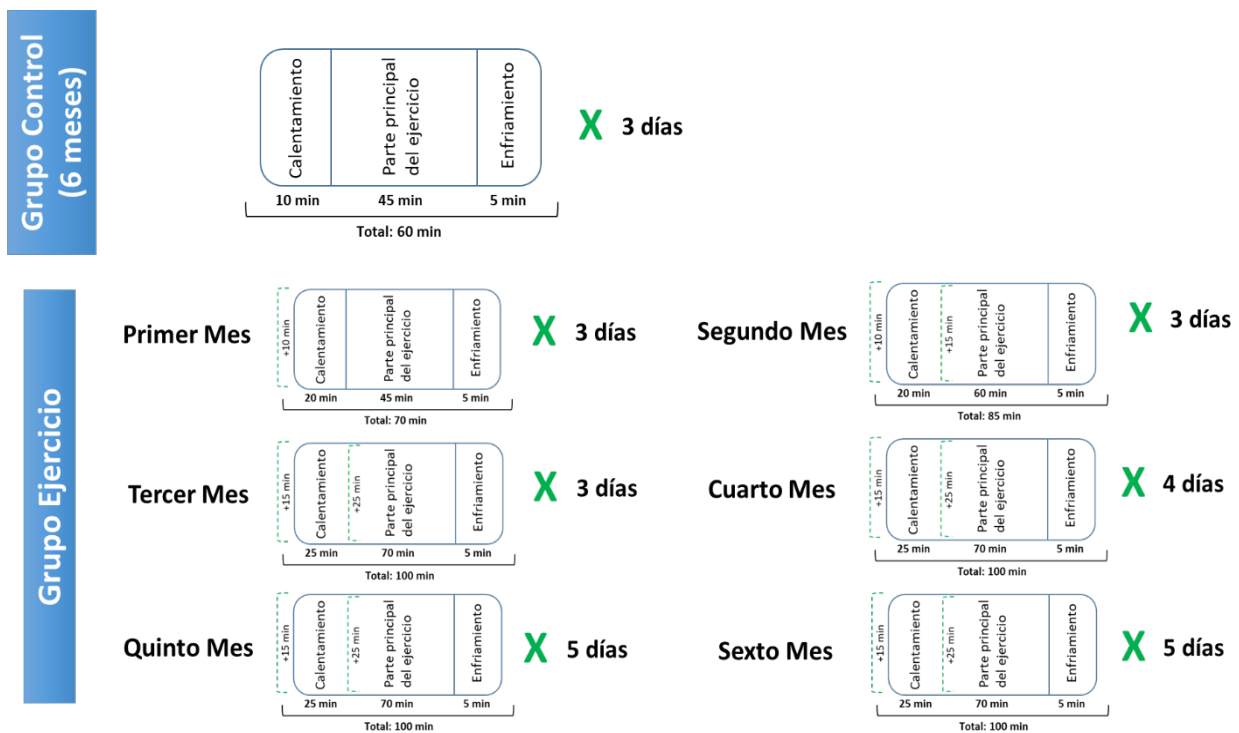 Grupo Control
(6 meses)
Calentamiento
Parte principal
del ejercicio
Enfriamiento
X 3 días
10 min 45 min 5 min
Total: 60 min
Grupo Ejercicio
Primer Mes
+10 min
Calentamiento
Parte principal
del ejercicio
Enfriamiento
X 3 días
20 min 45 min 5 min
Total: 70 min
Segundo Mes
+10 min
Calentamiento
+15 min
Parte principal
del ejercicio
Enfriamiento
X 3 días
20 min 60 min 5 min
Total: 85 min
Tercer Mes
+15 min
Calentamiento
+25 min
Parte principal
del ejercicio
Enfriamiento
X 3 días
25 min 70 min 5 min
Total: 100 min
Cuarto Mes
+15 min
Calentamiento
+25 min
Parte principal
del ejercicio
Enfriamiento
X 4 días
25 min 70 min 5 min
Total: 100 min
Quinto Mes
+15 min
Calentamiento
+25 min
Parte principal
del ejercicio
Enfriamiento
X 5 días
25 min 70 min 5 min
Total: 100 min
Sexto Mes
+15 min
Calentamiento
+25 min
Parte principal
del ejercicio
Enfriamiento
X 5 días
25 min 70 min 5 min
Total: 100 min